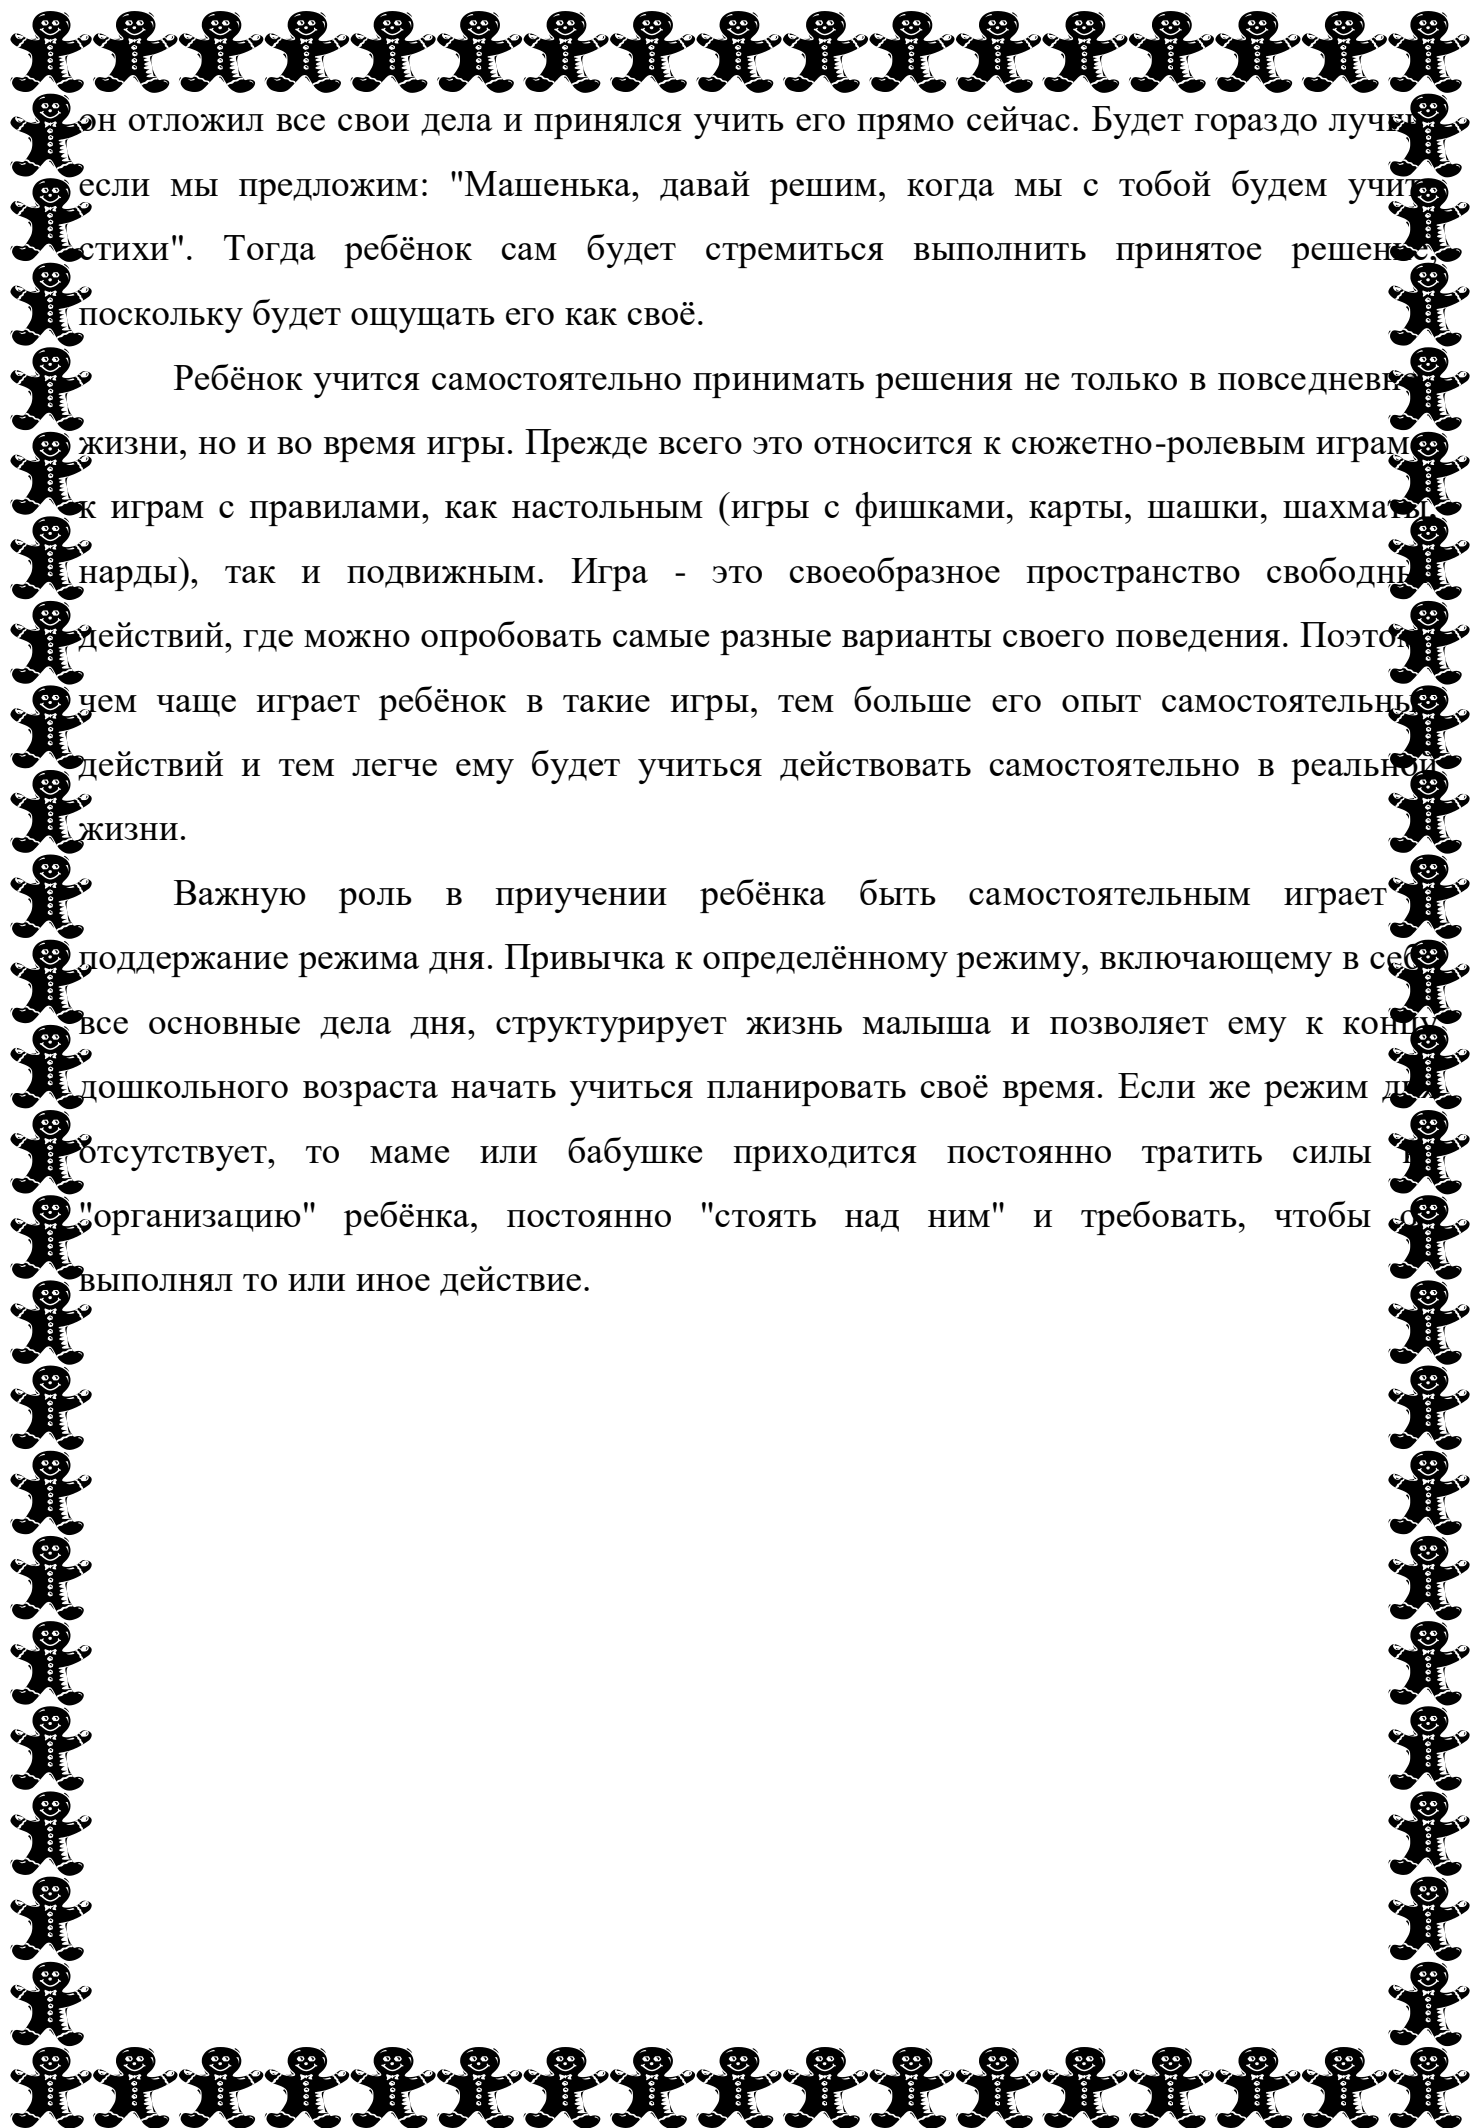 он отложил все свои дела и принялся учить его прямо сейчас. Будет гораздо
если мы предложим: "Машенька, давай решим, когда мы с тобой будем учить
стихи". Тогда ребёнок сам будет стремиться выполнить принятое решение,
поскольку будет ощущать его как своё.
Ребёнок учится самостоятельно принимать решения не только в
жизни, но и во время игры. Прежде всего это относится к сюжетно-ролевым играм
к играм с правилами, как настольным (игры с фишками, карты, шашки, шахматы,
нарды), так и подвижным. Игра - это своеобразное пространство
действий, где можно опробовать самые разные варианты своего поведения.
чем чаще играет ребёнок в такие игры, тем больше его опыт
действий и тем легче ему будет учиться действовать самостоятельно в реальной
жизни.
Важную роль в приучении ребёнка быть самостоятельным играет
поддержание режима дня. Привычка к определённому режиму, включающему в себя
все основные дела дня, структурирует жизнь малыша и позволяет ему к концу
дошкольного возраста начать учиться планировать своё время. Если же режим дня
отсутствует, то маме или бабушке приходится постоянно тратить силы
"организацию" ребёнка, постоянно "стоять над ним" и требовать, чтобы
выполнял то или иное действие.